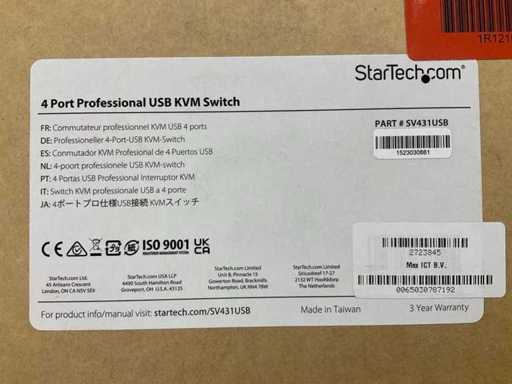 1R121
StarTech.com
4 Port Professional USB KVM Switch
FR: Commutateur professionnel KVM USB 4 ports
DE: Professioneller 4-Port-USB-KVM-Switch
ES: Conmutador KVM Profesional de 4 Puertos USB
NL: 4-poort professionele USB KVM-switch
PT: 4 Portas USB Professional Interruptor KVM
IT: Switch KVM professionale USB a 4 porte
JA: 4ポートプロ仕様USB接続 KVMスイッチ
PART # SV431USB
1523030881
CE ISO 9001 UK CA
StarTech.com Ltd.
45 Artisans Crescent
London, ON CA N5V 5E9
StarTech.com USA LLP
4490 South Hamilton Road
Groveport, OH, U.S.A. 43125
StarTech.com Limited
Unit B, Pinnacle 15
Gowerton Road, Brackmills
Northampton, UK NN4 7BW
StarTech.com Limited
Siriusdreef 17-27
2132 WT Hoofddorp
The Netherlands
2723845
Max ICT B.V.
0065030787192
For product info/manual visit: startech.com/SV431USB
Made in Taiwan
3 Year Warranty